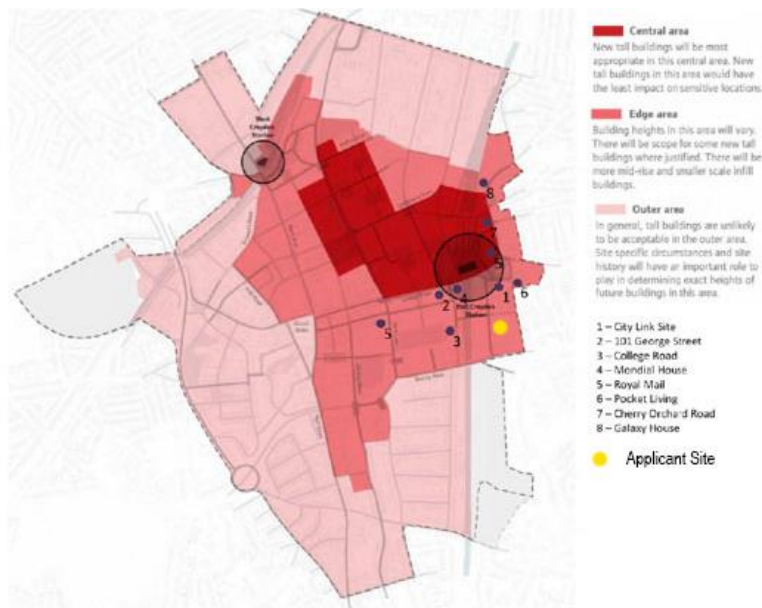 Central area
New tall buildings will be most
appropriate in this central area. New
tall buildings in this area would have
the least impact on sensitive locations
Edge area
Building heights in this area will vary.
There will be scope for some new tall
buildings where justified. There will be
more mid-rise and smaller scale infill
buildings.
Outer area
In general, tall buildings are unlikely
to be acceptable in the outer area.
Site specific circumstances and site
history will have an important role to
play in determining exact heights of
future buildings in this area.
1 – City Link Site
2 – 101 George Street
3 – College Road
4 – Mondial House
5 – Royal Mail
6 – Pocket Living
7 – Cherry Orchard Road
8 – Galaxy House
Applicant Site
West
Croydon
Station
8
7
5
4
2
1
6
East Croydon
Station
5
3